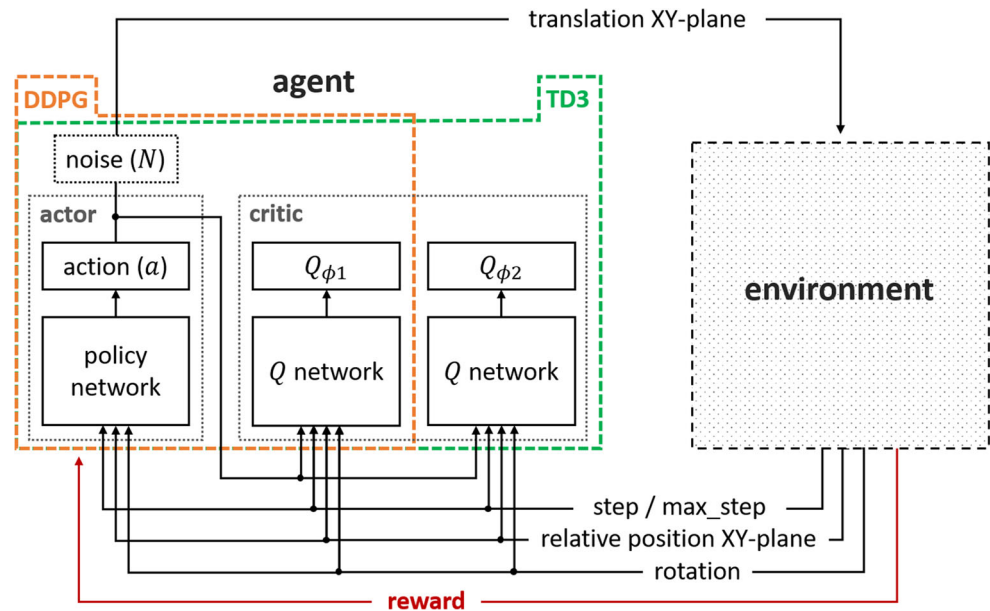 translation XY-plane
agent
DDPG
TD3
noise (N)
actor
critic
action (a)
Qϕ1
Qϕ2
environment
policy
network
Q network
Q network
step / max_step
relative position XY-plane
rotation
reward